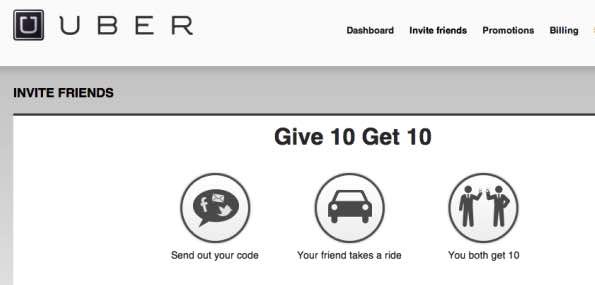 UBER
Dashboard Invite friends Promotions Billing
INVITE FRIENDS
Give 10 Get 10
Send out your code Your friend takes a ride You both get 10